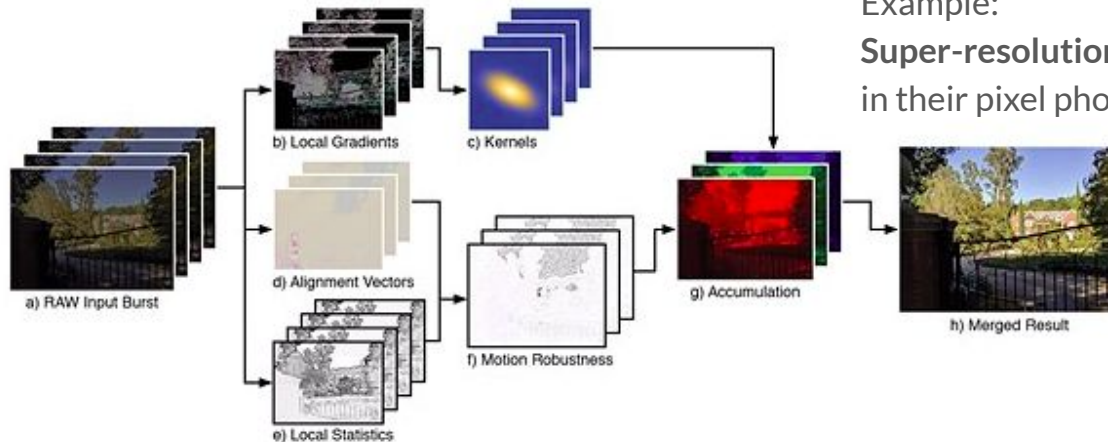 Example:
Super-resolution
in their pixel pho
b) Local Gradients
c) Kernels
a) RAW Input Burst
d) Alignment Vectors
g) Accumulation
h) Merged Result
f) Motion Robustness
e) Local Statistics